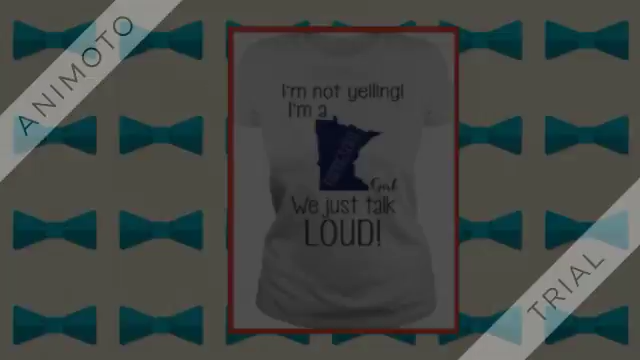 ANIMOTO
I'm not yelling!
I'm a
Girl
We just talk
LOUD!
TRIAL